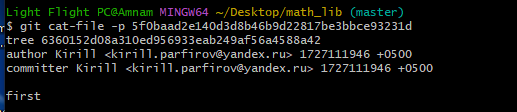 Light Flight PC@Amnam MINGW64 ~/Desktop/math_lib (master)
$ git cat-file -p 5f0baad2e140d3d8b46b9d22817be3bbce93231d
tree 6360152d08a310ed956933eab249af56a4588a42
author Kirill <kirill.parfirov@yandex.ru> 1727111946 +0500
committer Kirill <kirill.parfirov@yandex.ru> 1727111946 +0500

first